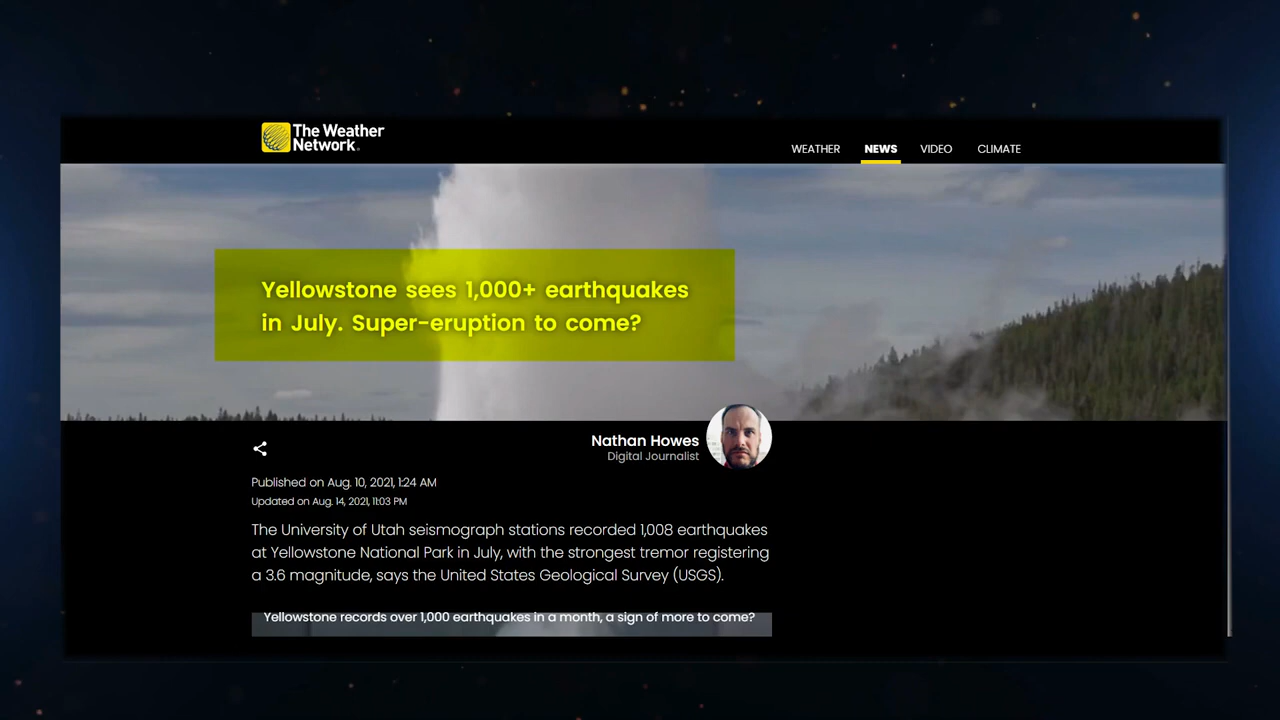 The Weather
Network
WEATHER NEWS VIDEO CLIMATE
Yellowstone sees 1,000+ earthquakes
in July. Super-eruption to come?
Nathan Howes
Digital Journalist
Published on Aug. 10, 2021, 1:24 AM
Updated on Aug. 14, 2021, 11:03 PM
The University of Utah seismograph stations recorded 1,008 earthquakes
at Yellowstone National Park in July, with the strongest tremor registering
a 3.6 magnitude, says the United States Geological Survey (USGS).
Yellowstone records over 1,000 earthquakes in a month, a sign of more to come?